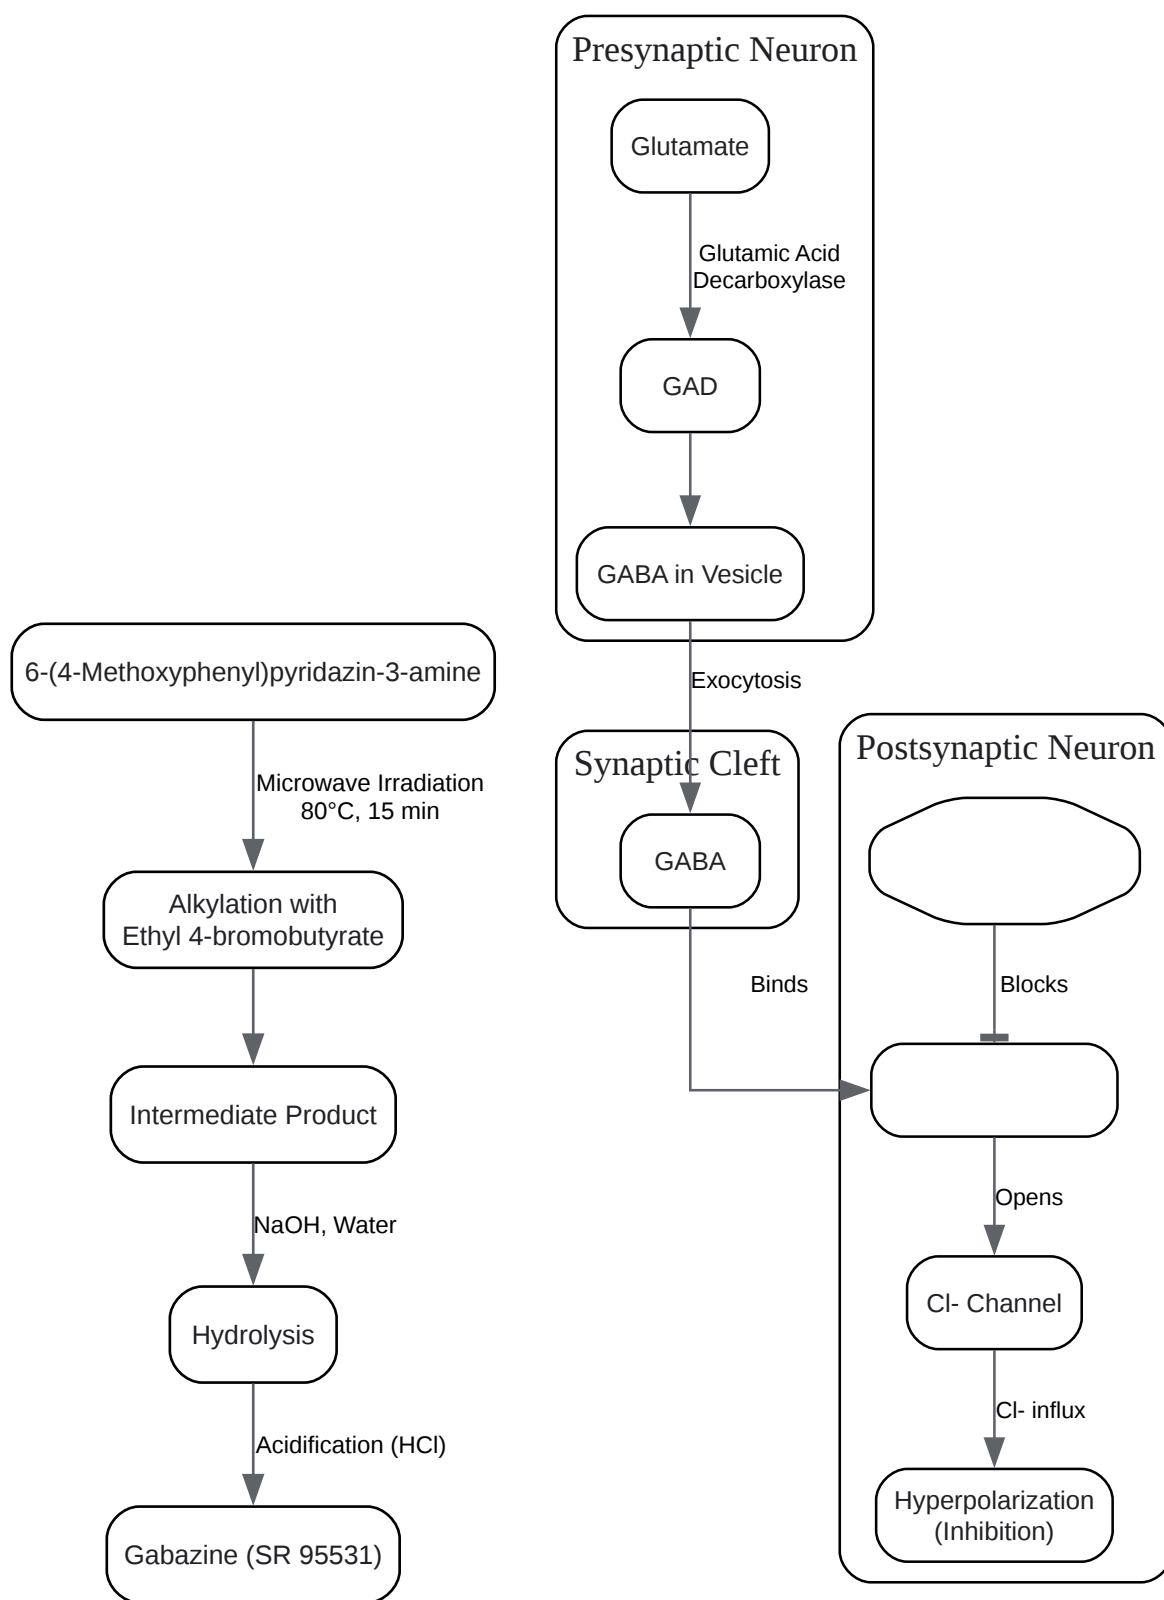 Presynaptic Neuron
Glutamate
Glutamic Acid
Decarboxylase
GAD
GABA in Vesicle
Exocytosis
Synaptic Cleft
GABA
Binds
Postsynaptic Neuron
Blocks
Opens
Cl- Channel
Cl- influx
Hyperpolarization
(Inhibition)
6-(4-Methoxyphenyl)pyridazin-3-amine
Microwave Irradiation
80°C, 15 min
Alkylation with
Ethyl 4-bromobutyrate
Intermediate Product
NaOH, Water
Hydrolysis
Acidification (HCl)
Gabazine (SR 95531)